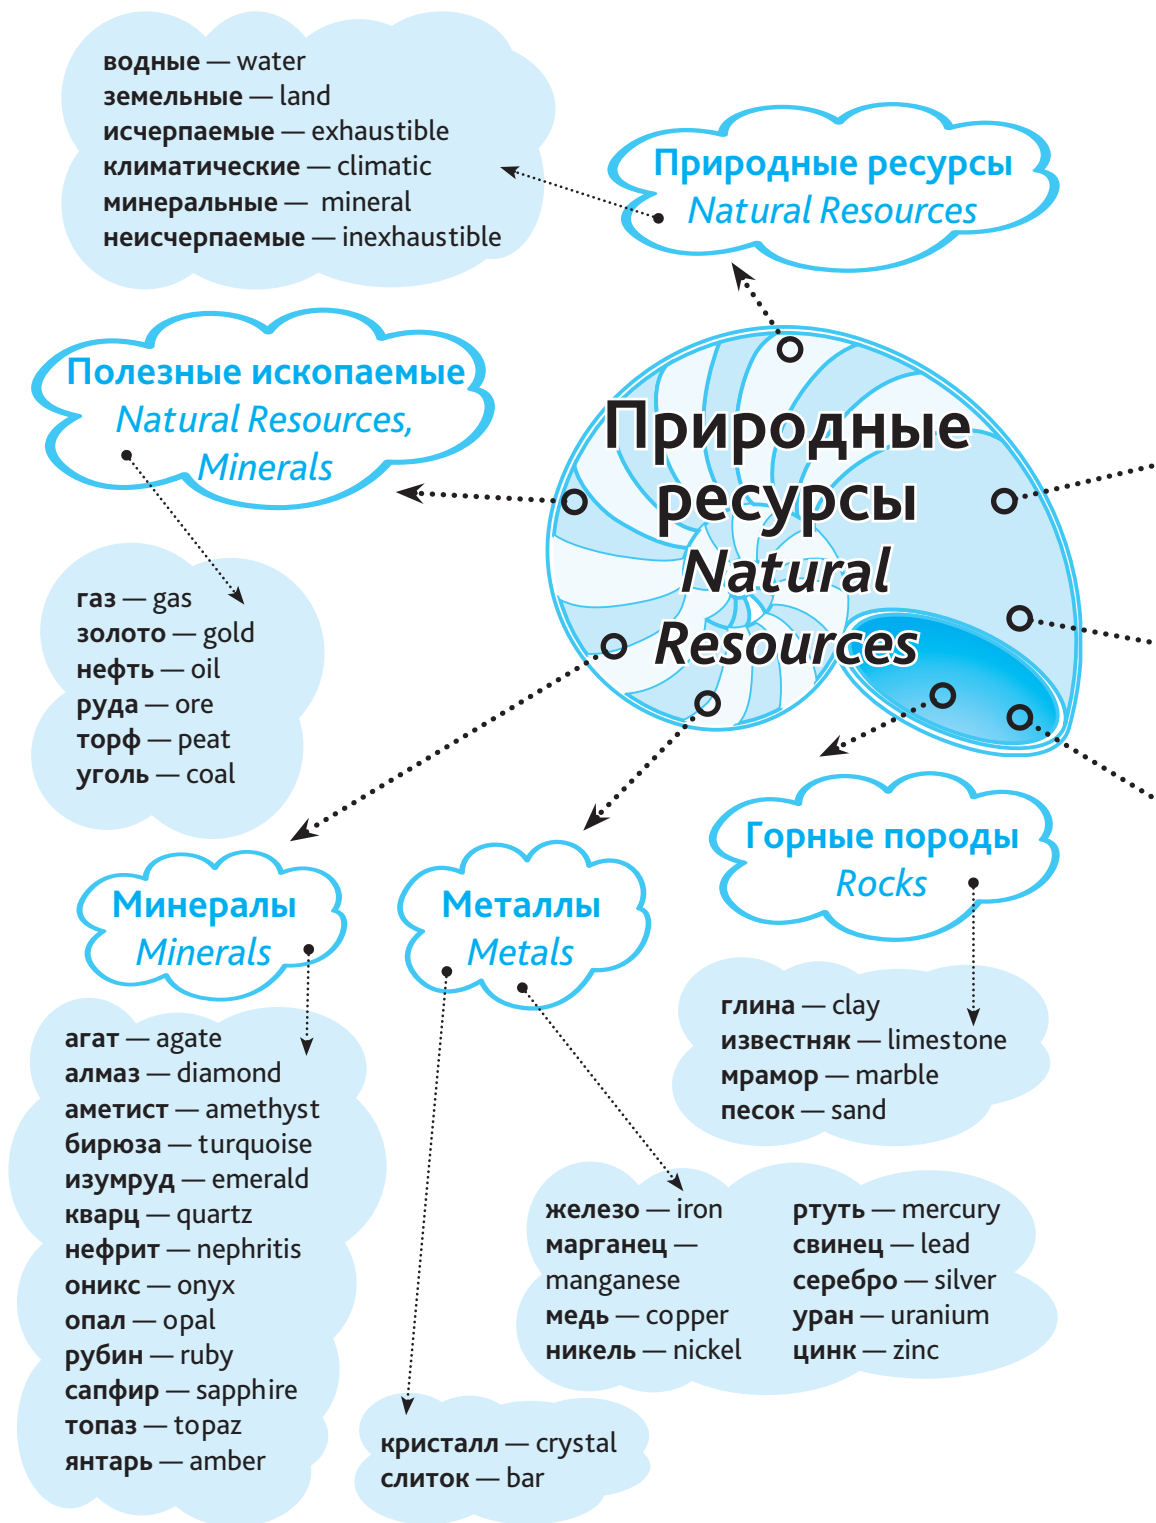 водные — water
земельные — land
исчерпаемые — exhaustible
климатические — climatic
минеральные — mineral
неисчерпаемые — inexhaustible
Природные ресурсы
Natural Resources
Полезные ископаемые
Natural Resources,
Minerals
Природные
ресурсы
Natural
Resources
газ — gas
золото — gold
нефть — oil
руда — ore
торф — peat
уголь — coal
Горные породы
Rocks
Минералы
Minerals
Металлы
Metals
глина — clay
известняк — limestone
мрамор — marble
песок — sand
агат — agate
алмаз — diamond
аметист — amethyst
бирюза — turquoise
изумруд — emerald
кварц — quartz
нефрит — nephritis
оникс — onyx
опал — opal
рубин — ruby
сапфир — sapphire
топаз — topaz
янтарь — amber
железо — iron
марганец —
manganese
медь — copper
никель — nickel
ртуть — mercury
свинец — lead
серебро — silver
уран — uranium
цинк — zinc
кристалл — crystal
слиток — bar